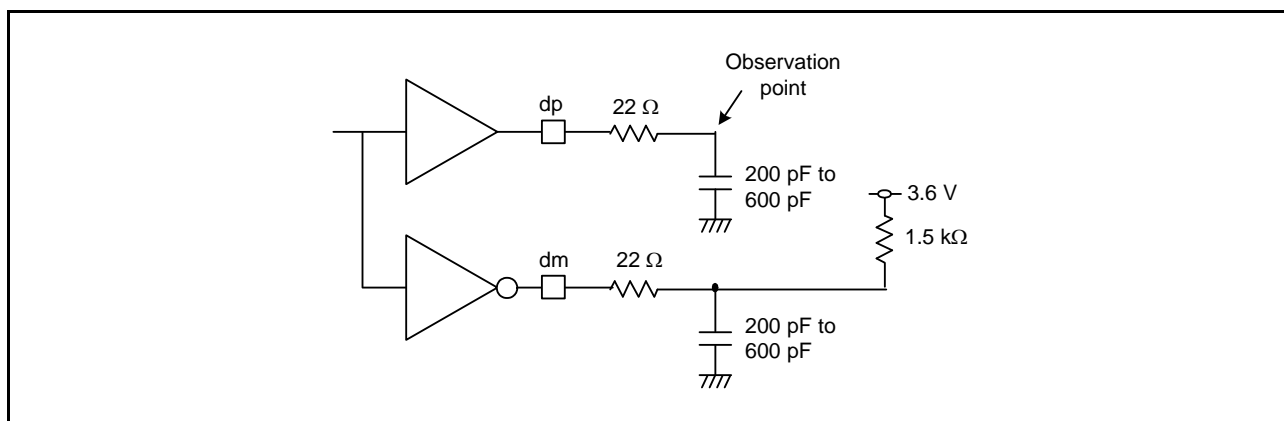 Observation
point
dp
22 Ω
200 pF to
600 pF
3.6 V
1.5 kΩ
dm
22 Ω
200 pF to
600 pF